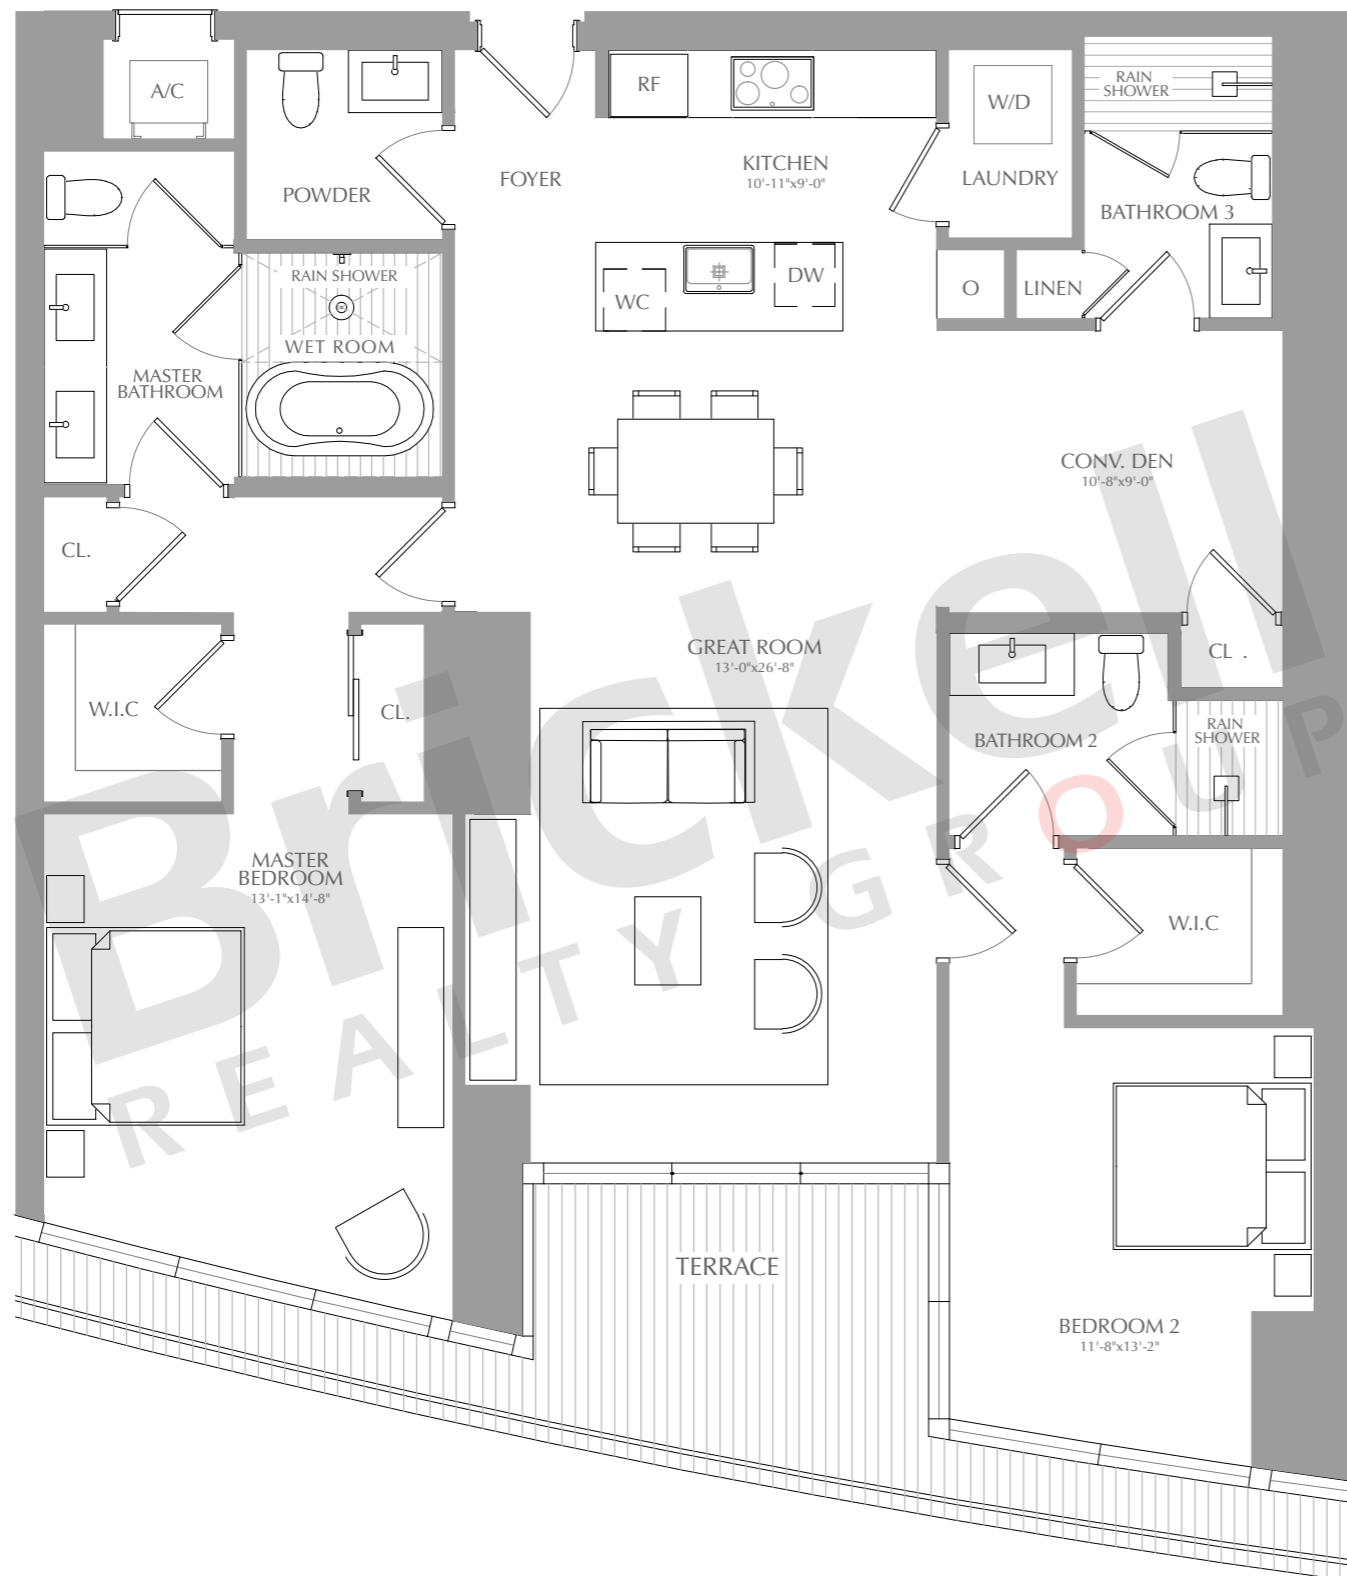 A/C
RF
W/D
RAIN
SHOWER
KITCHEN
10'-11"x9'-0"
FOYER
LAUNDRY
POWDER
BATHROOM 3
RAIN SHOWER
WC
DW
O
LINEN
WET ROOM
MASTER
BATHROOM
CONV. DEN
10'-8"x9'-0"
CL.
GREAT ROOM
13'-0"x26'-8"
CL .
W.I.C
CL.
BATHROOM 2
RAIN
SHOWER
MASTER
BEDROOM
13'-1"x14'-8"
W.I.C
TERRACE
BEDROOM 2
11'-8"x13'-2"
Brickell
REALTY GROUP